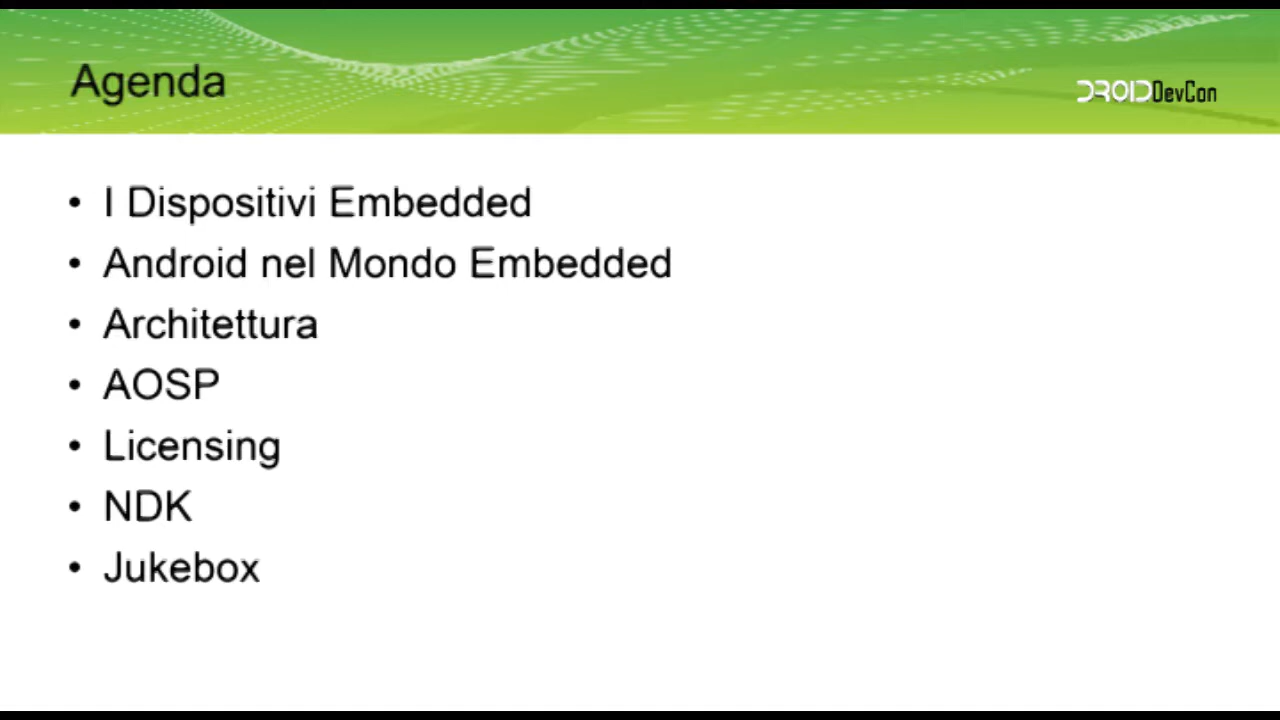 Agenda
DROIDDevCon
• I Dispositivi Embedded
• Android nel Mondo Embedded
• Architettura
• AOSP
• Licensing
• NDK
• Jukebox